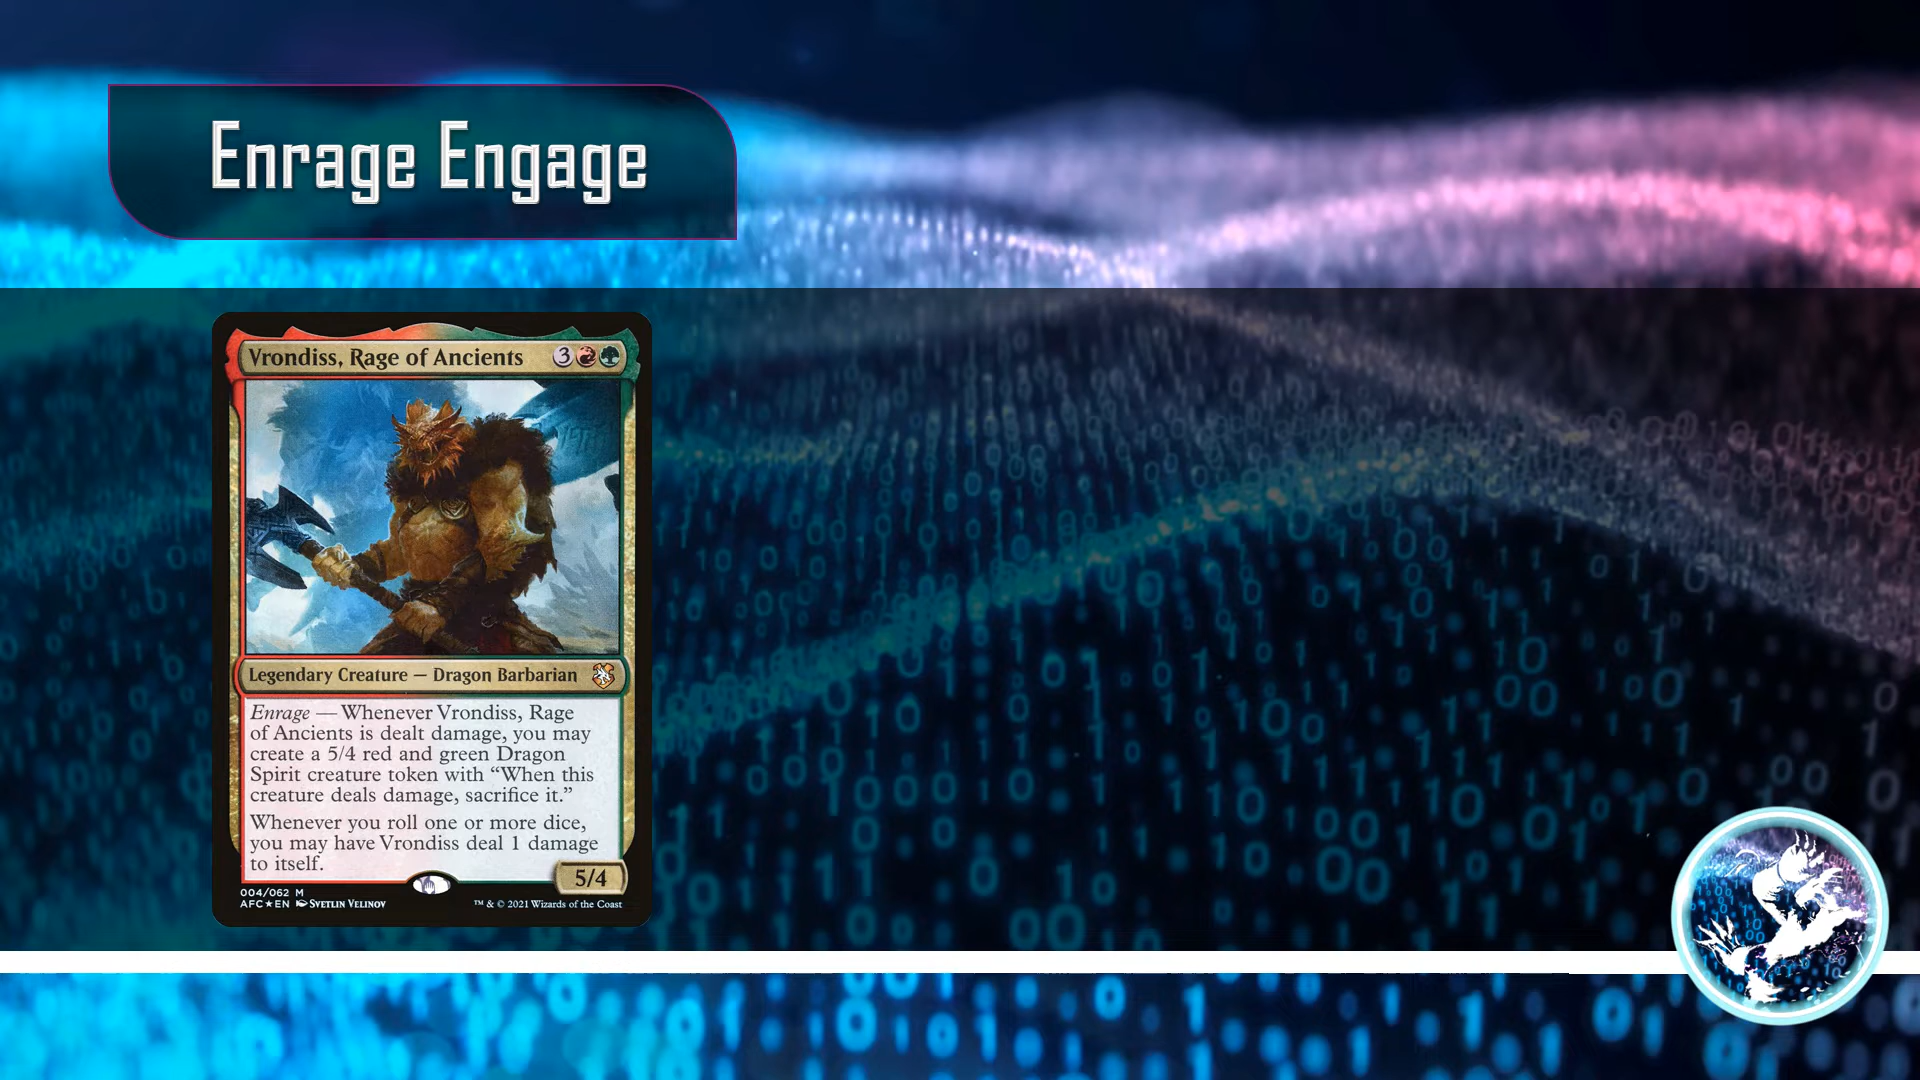 Enrage Engage
Vrondiss, Rage of Ancients 3
Legendary Creature — Dragon Barbarian
Enrage — Whenever Vrondiss, Rage
of Ancients is dealt damage, you may
create a 5/4 red and green Dragon
Spirit creature token with “When this
creature deals damage, sacrifice it.”
Whenever you roll one or more dice,
you may have Vrondiss deal 1 damage
to itself.
5/4
004/062 M
AFC★EN Svetlin Velinov
™ & © 2021 Wizards of the Coast